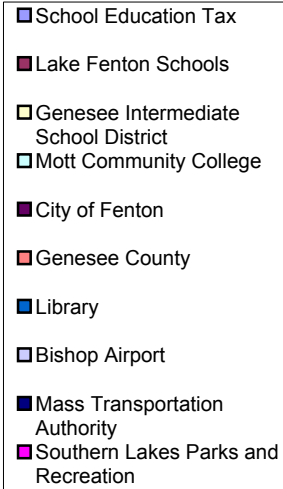 School Education Tax
Lake Fenton Schools
Genesee Intermediate
School District
Mott Community College
City of Fenton
Genesee County
Library
Bishop Airport
Mass Transportation
Authority
Southern Lakes Parks and
Recreation